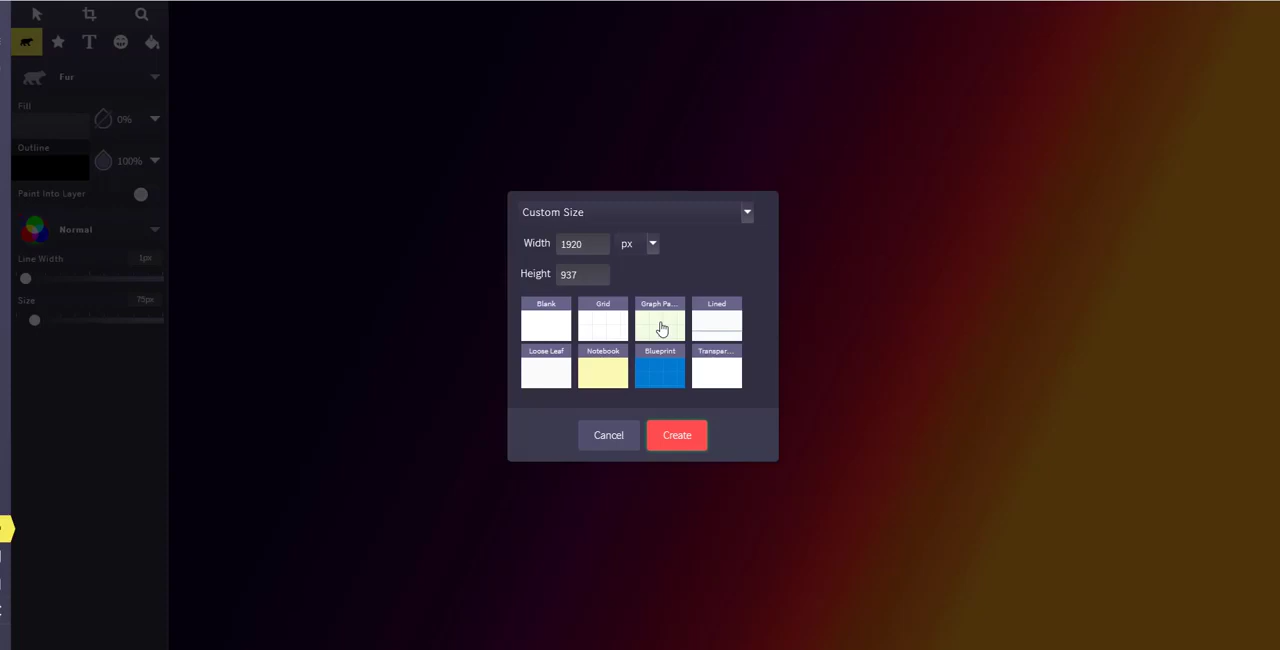 T
Fur
Fill
0%
Outline
100%
Paint Into Layer
Normal
Line Width 1px
Size 75px
Custom Size
Width 1920 px
Height 937
Blank Grid Graph Pa... Lined
Loose Leaf Notebook Blueprint Transpar...
Cancel Create